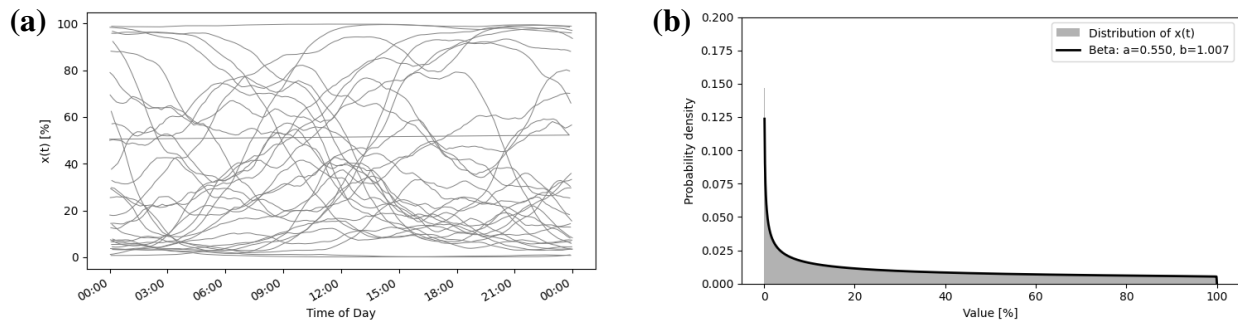 (a)
100
80
60
40
20
0
x(t) [%]
00:00 03:00 06:00 09:00 12:00 15:00 18:00 21:00 00:00
Time of Day
(b)
0.200
0.175
0.150
0.125
0.100
0.075
0.050
0.025
0.000
Probability density
Distribution of x(t)
Beta: a=0.550, b=1.007
0 20 40 60 80 100
Value [%]